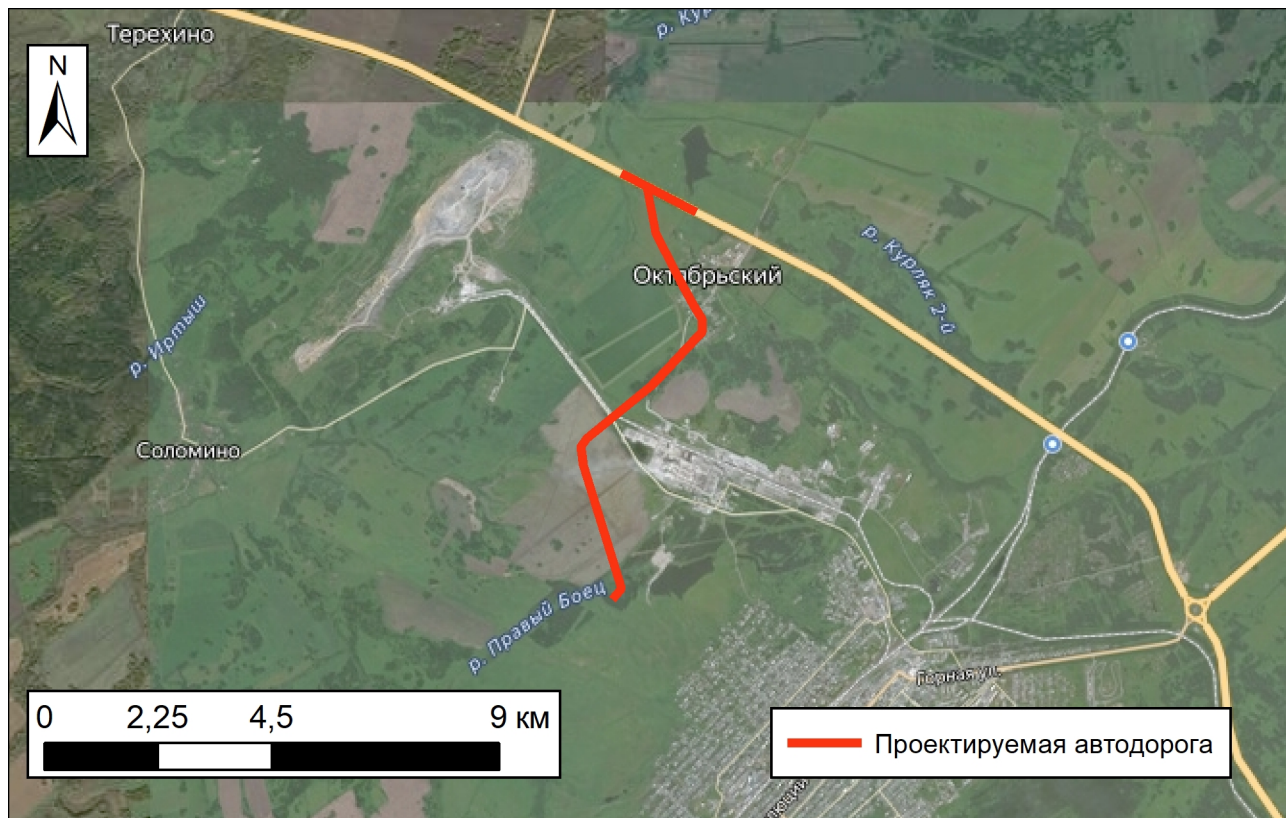 Терехино
р. Ку
N
р. Курляк 2-й
Октябрьский
р. Иртыш
Соломино
р. Правый Боец
Горная ул.
0 2,25 4,5 9 км
Проектируемая автодорога